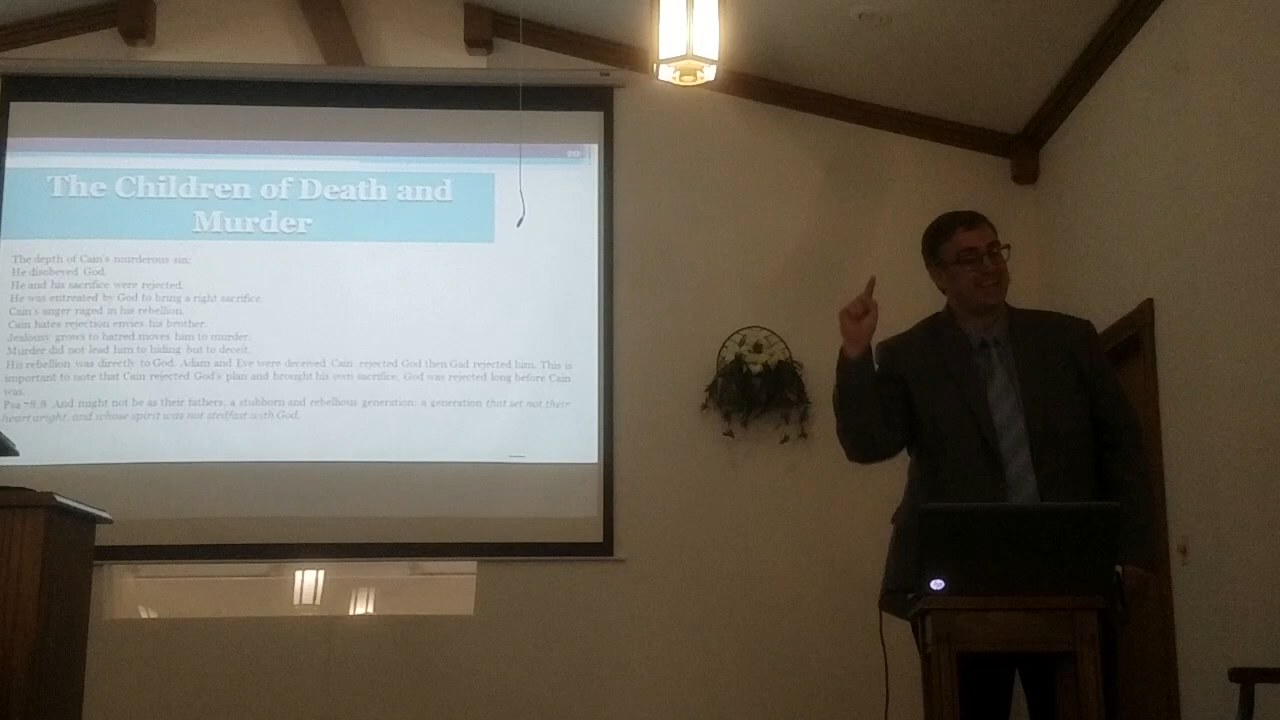 20
The Children of Death and
Murder
The depth of Cain's murderous sin:
He disobeyed God.
He and his sacrifice were rejected.
He was entreated by God to bring a right sacrifice.
Cain's anger raged in his rebellion.
Cain hates rejection envies his brother.
Jealousy grows to hatred moves him to murder.
Murder did not lead him to hiding but to deceit.
His rebellion was directly to God. Adam and Eve were deceived Cain rejected God then God rejected him. This is
important to note that Cain rejected God's plan and brought his own sacrifice. God was rejected long before Cain
was.
Psa 78:8 And might not be as their fathers, a stubborn and rebellious generation; a generation that set not their
heart aright, and whose spirit was not stedfast with God.
hp